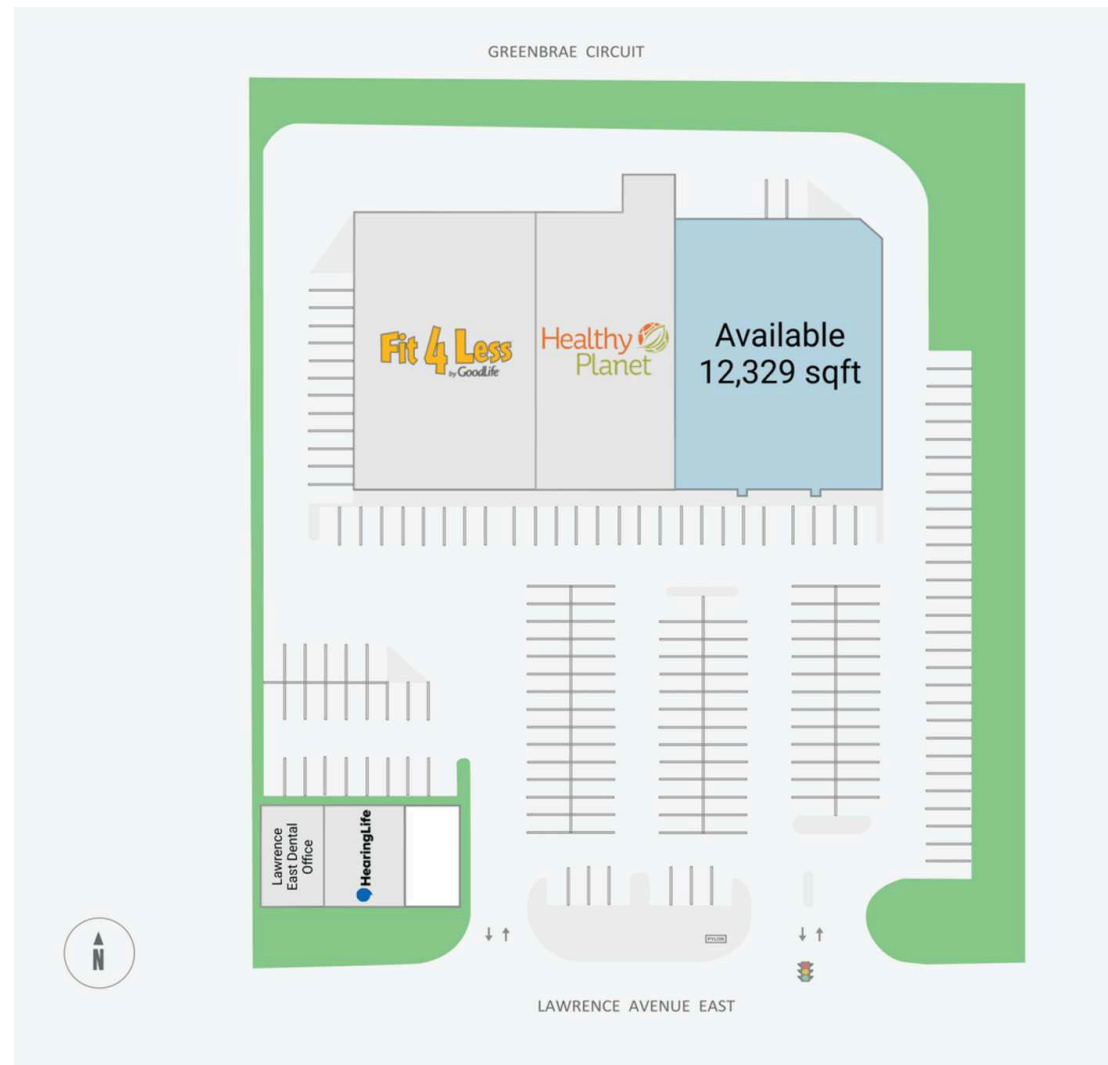 GREENBRAE CIRCUIT
Fit 4 Less
by GoodLife
Healthy
Planet
Available
12,329 sqft
Lawrence
East Dental
Office
HearingLife
PYLON
N
LAWRENCE AVENUE EAST